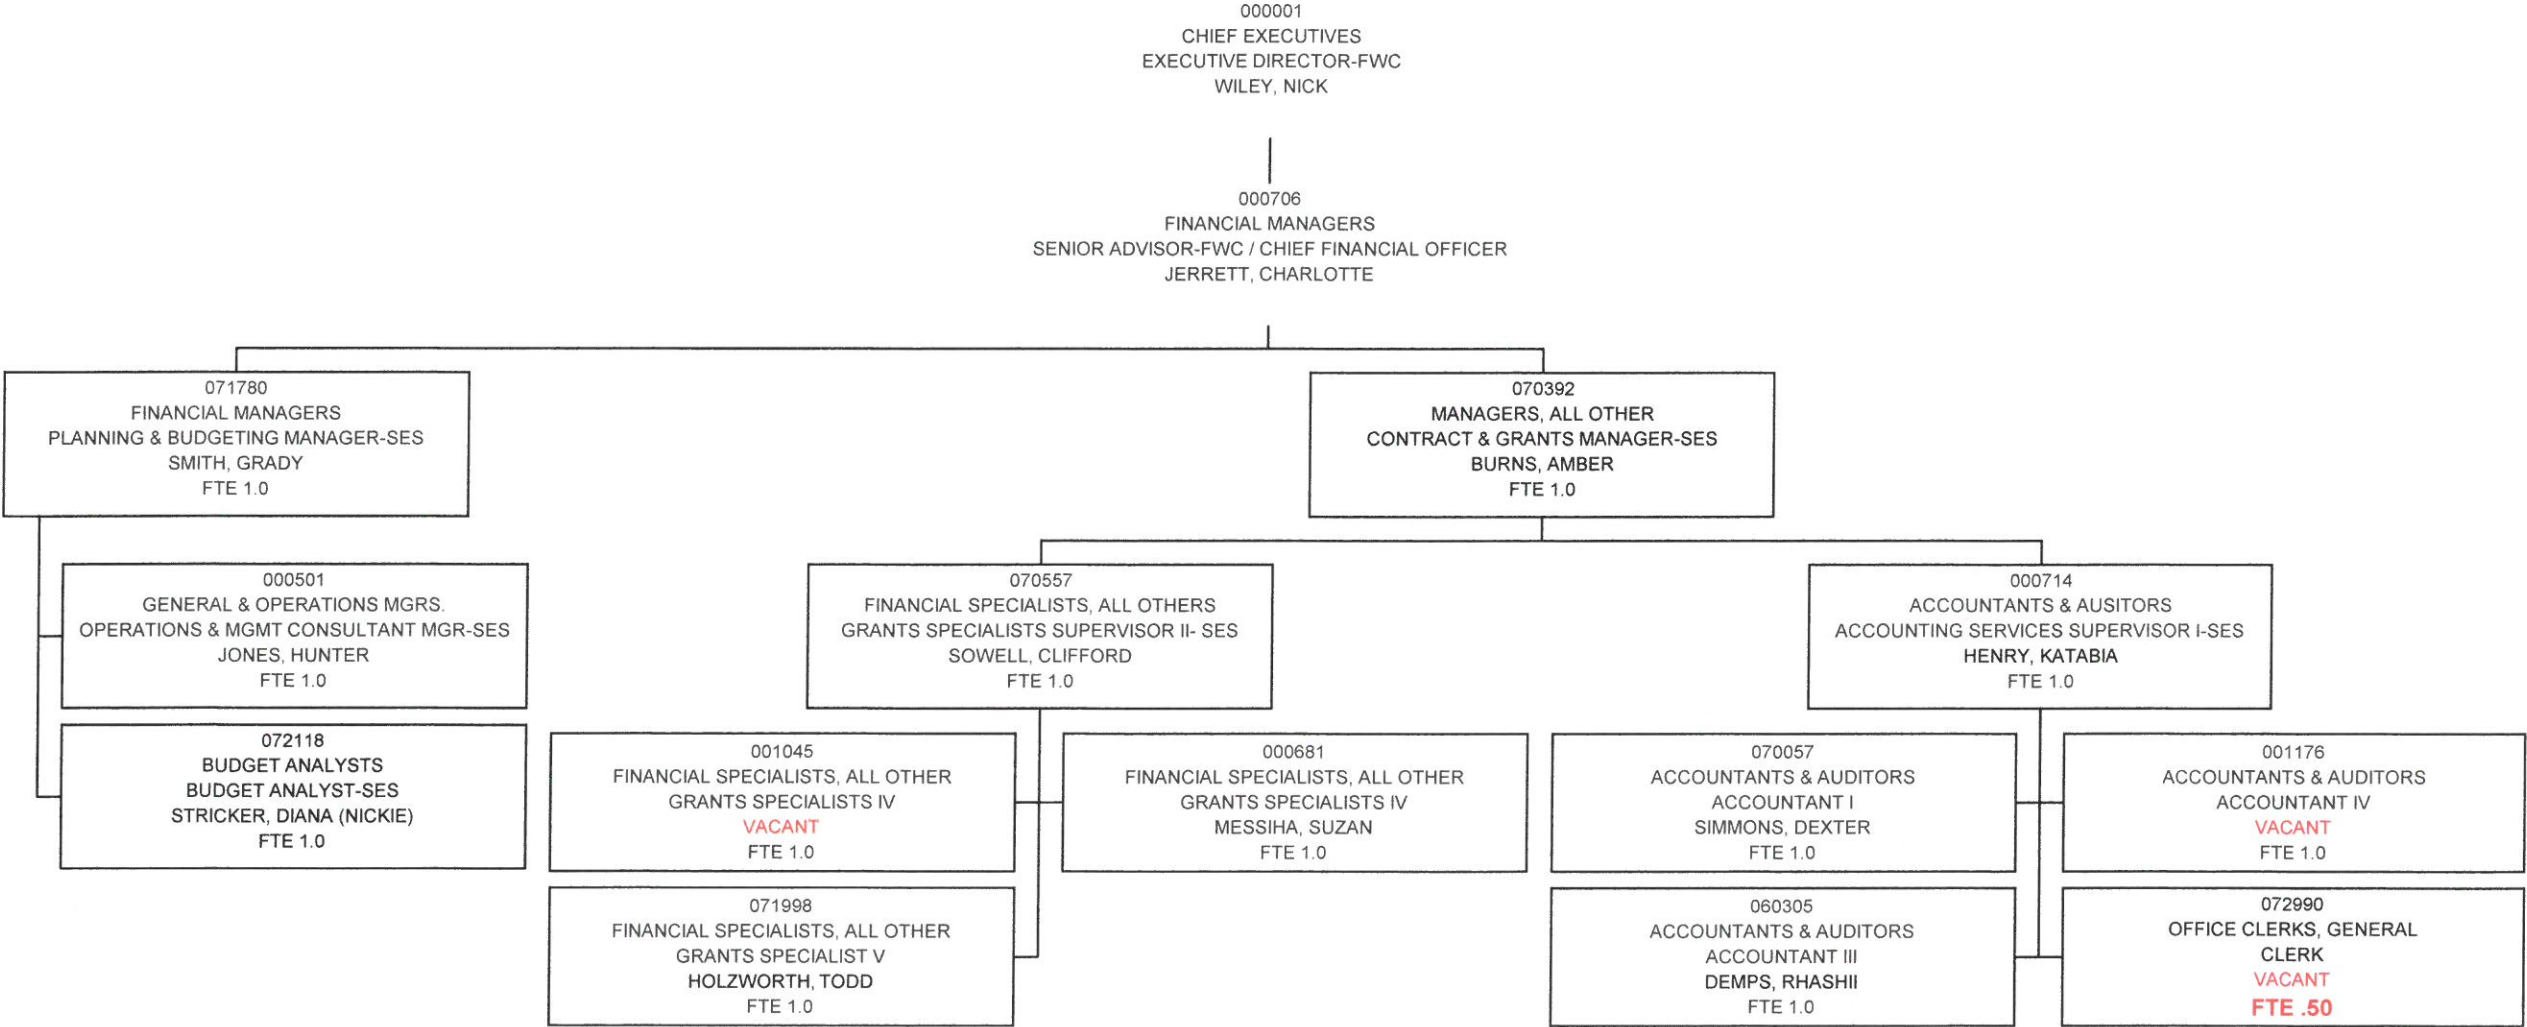 000001
CHIEF EXECUTIVES
EXECUTIVE DIRECTOR-FWC
WILEY, NICK
000706
FINANCIAL MANAGERS
SENIOR ADVISOR-FWC / CHIEF FINANCIAL OFFICER
JERRETT, CHARLOTTE
071780
FINANCIAL MANAGERS
PLANNING & BUDGETING MANAGER-SES
SMITH, GRADY
FTE 1.0
070392
MANAGERS, ALL OTHER
CONTRACT & GRANTS MANAGER-SES
BURNS, AMBER
FTE 1.0
000501
GENERAL & OPERATIONS MGRS.
OPERATIONS & MGMT CONSULTANT MGR-SES
JONES, HUNTER
FTE 1.0
070557
FINANCIAL SPECIALISTS, ALL OTHERS
GRANTS SPECIALISTS SUPERVISOR II- SES
SOWELL, CLIFFORD
FTE 1.0
000714
ACCOUNTANTS & AUSITORS
ACCOUNTING SERVICES SUPERVISOR I-SES
HENRY, KATABIA
FTE 1.0
072118
BUDGET ANALYSTS
BUDGET ANALYST-SES
STRICKER, DIANA (NICKIE)
FTE 1.0
001045
FINANCIAL SPECIALISTS, ALL OTHER
GRANTS SPECIALISTS IV
VACANT
FTE 1.0
000681
FINANCIAL SPECIALISTS, ALL OTHER
GRANTS SPECIALISTS IV
MESSIHA, SUZAN
FTE 1.0
070057
ACCOUNTANTS & AUDITORS
ACCOUNTANT I
SIMMONS, DEXTER
FTE 1.0
001176
ACCOUNTANTS & AUDITORS
ACCOUNTANT IV
VACANT
FTE 1.0
071998
FINANCIAL SPECIALISTS, ALL OTHER
GRANTS SPECIALIST V
HOLZWORTH, TODD
FTE 1.0
060305
ACCOUNTANTS & AUDITORS
ACCOUNTANT III
DEMPS, RHASHII
FTE 1.0
072990
OFFICE CLERKS, GENERAL
CLERK
VACANT
FTE .50